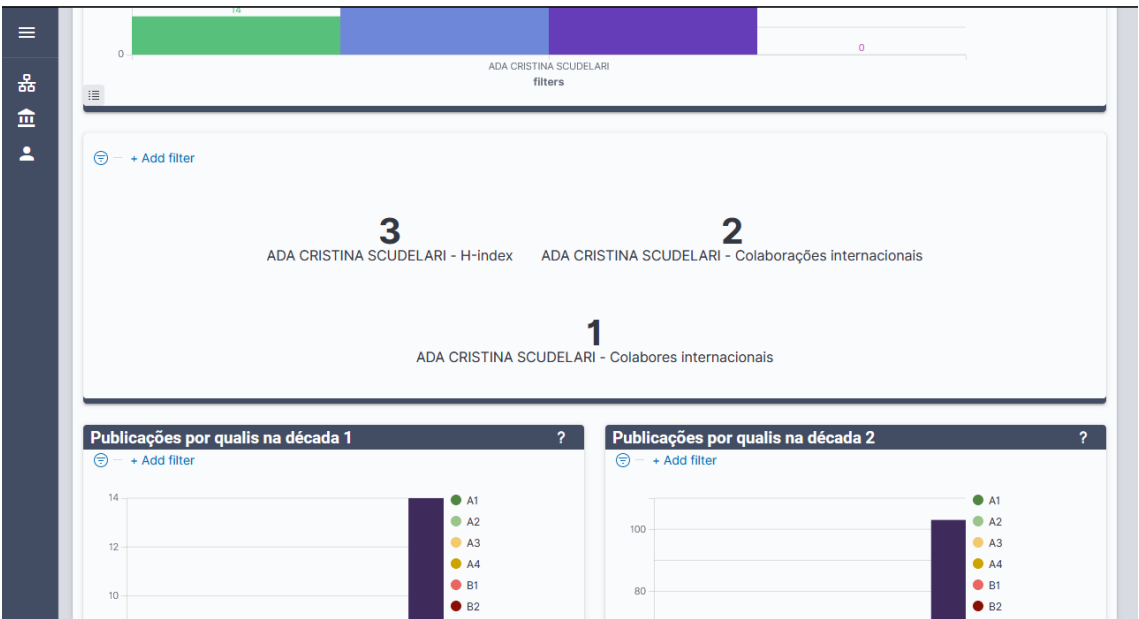 14
0
0
ADA CRISTINA SCUDELARI
filters
+ Add filter
3
ADA CRISTINA SCUDELARI - H-index
2
ADA CRISTINA SCUDELARI - Colaborações internacionais
1
ADA CRISTINA SCUDELARI - Colabores internacionais
Publicações por qualis na década 1 ?
+ Add filter
14
12
10
A1
A2
A3
A4
B1
B2
Publicações por qualis na década 2 ?
+ Add filter
100
80
A1
A2
A3
A4
B1
B2